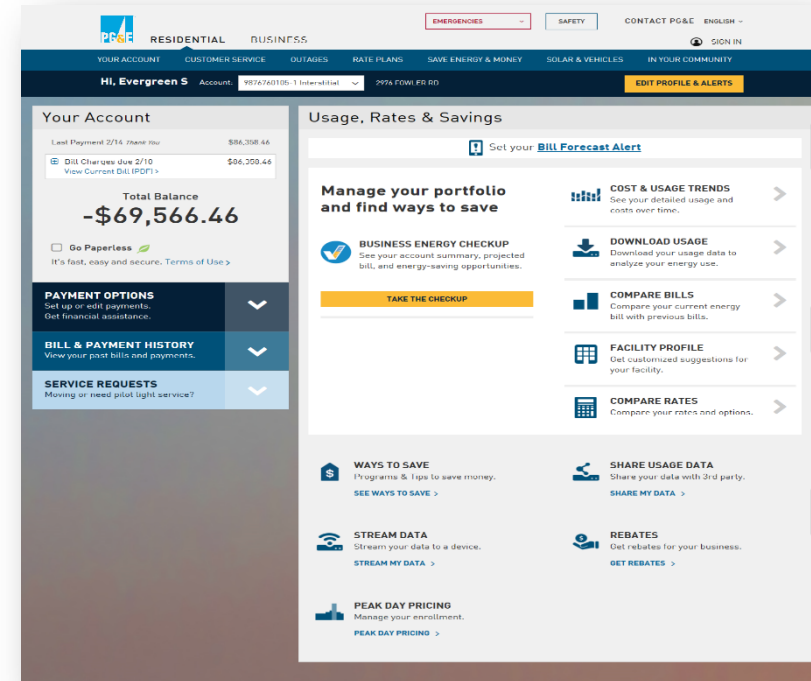 EMERGENCIES
SAFETY
CONTACT PG&E ENGLISH
PG&E RESIDENTIAL BUSINESS
SIGN IN
YOUR ACCOUNT CUSTOMER SERVICE OUTAGES RATE PLANS SAVE ENERGY & MONEY SOLAR & VEHICLES IN YOUR COMMUNITY
Hi, Evergreen S Account: 9876760105-1 Interstitial 2976 FOWLER RD EDIT PROFILE & ALERTS
Your Account
Last Payment 2/14 Thank You $86,358.46
Bill Charges due 2/10 $86,358.46
View Current Bill (PDF) >
Total Balance
-$69,566.46
Go Paperless
It's fast, easy and secure. Terms of Use >
PAYMENT OPTIONS
Set up or edit payments.
Get financial assistance.
BILL & PAYMENT HISTORY
View your past bills and payments.
SERVICE REQUESTS
Moving or need pilot light service?
Usage, Rates & Savings
Set your Bill Forecast Alert
Manage your portfolio
and find ways to save
BUSINESS ENERGY CHECKUP
See your account summary, projected
bill, and energy-saving opportunities.
TAKE THE CHECKUP
COST & USAGE TRENDS
See your detailed usage and
costs over time.
DOWNLOAD USAGE
Download your usage data to
analyze your energy use.
COMPARE BILLS
Compare your current energy
bill with previous bills.
FACILITY PROFILE
Get customized suggestions for
your facility.
COMPARE RATES
Compare your rates and options.
WAYS TO SAVE
Programs & Tips to save money.
SEE WAYS TO SAVE >
SHARE USAGE DATA
Share your data with 3rd party.
SHARE MY DATA >
STREAM DATA
Stream your data to a device.
STREAM MY DATA >
REBATES
Get rebates for your business.
GET REBATES >
PEAK DAY PRICING
Manage your enrollment.
PEAK DAY PRICING >